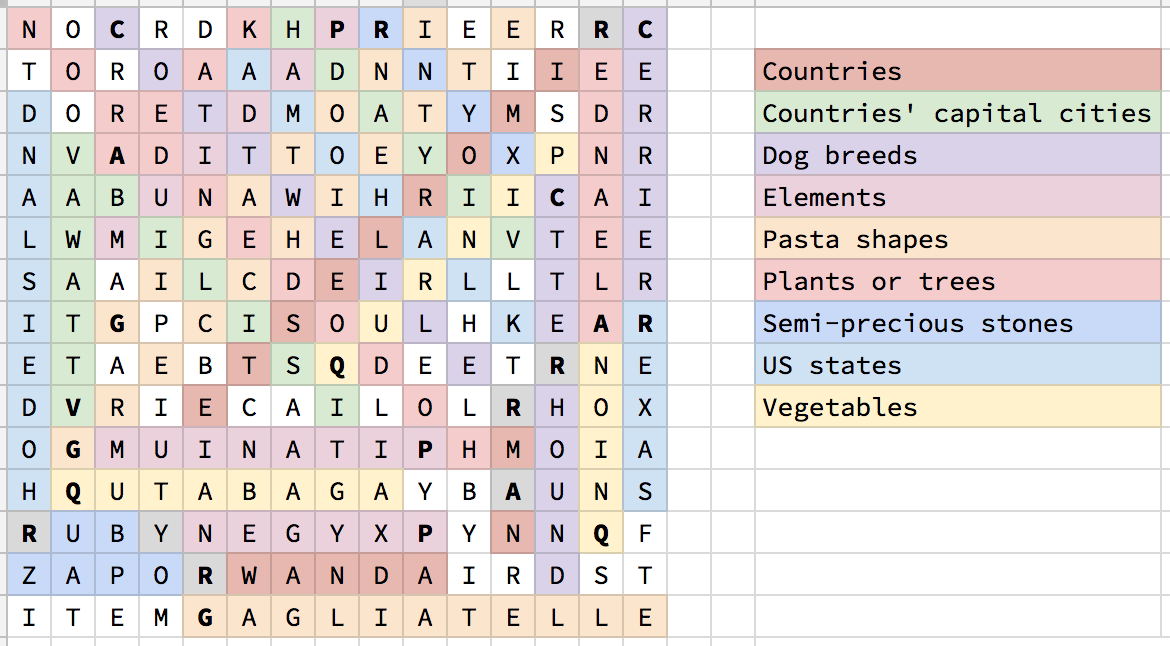 N O C R D K H P R I E E R R C
T O R O A A A D N N T I I E E Countries
D O R E T D M O A T Y M S D R Countries' capital cities
N V A D I T T O E Y O X P N R Dog breeds
A A B U N A W I H R I I C A I Elements
L W M I G E H E L A N V T E E Pasta shapes
S A A I L C D E I R L L T L R Plants or trees
I T G P C I S O U L H K E A R Semi-precious stones
E T A E B T S Q D E E T R N E US states
D V R I E C A I L O L R H O X Vegetables
O G M U I N A T I P H M O I A
H Q U T A B A G A Y B A U N S
R U B Y N E G Y X P Y N N Q F
Z A P O R W A N D A I R D S T
I T E M G A G L I A T E L L E